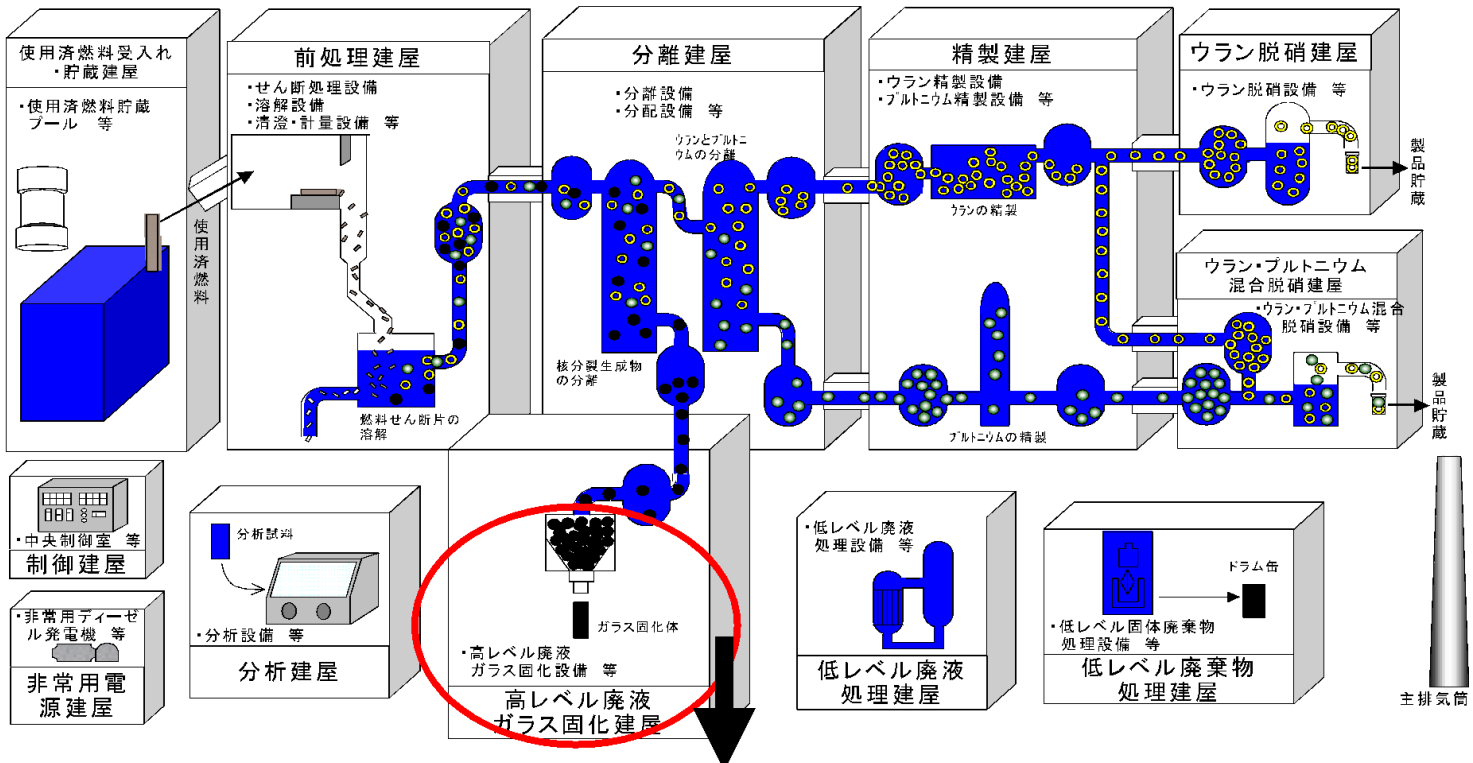 使用済燃料受入れ
・貯蔵建屋
・使用済燃料貯蔵
プール 等
使用済燃料
前処理建屋
・せん断処理設備
・溶解設備
・清澄・計量設備 等
燃料せん断片の
溶解
分離建屋
・分離設備
・分配設備 等
ウランとプルトニ
ウムの分離
核分裂生成物
の分離
精製建屋
・ウラン精製設備
・プルトニウム精製設備 等
ウランの精製
プルトニウムの精製
ウラン脱硝建屋
・ウラン脱硝設備 等
製品貯蔵
ウラン・プルトニウム
混合脱硝建屋
・ウラン・プルトニウム混合
脱硝設備 等
製品貯蔵
・中央制御室 等
制御建屋
・非常用ディーゼ
ル発電機 等
非常用電
源建屋
分析試料
・分析設備 等
分析建屋
ガラス固化体
・高レベル廃液
ガラス固化設備 等
高レベル廃液
ガラス固化建屋
・低レベル廃液
処理設備 等
低レベル廃液
処理建屋
ドラム缶
・低レベル固体廃棄物
処理設備 等
低レベル廃棄物
処理建屋
主排気筒